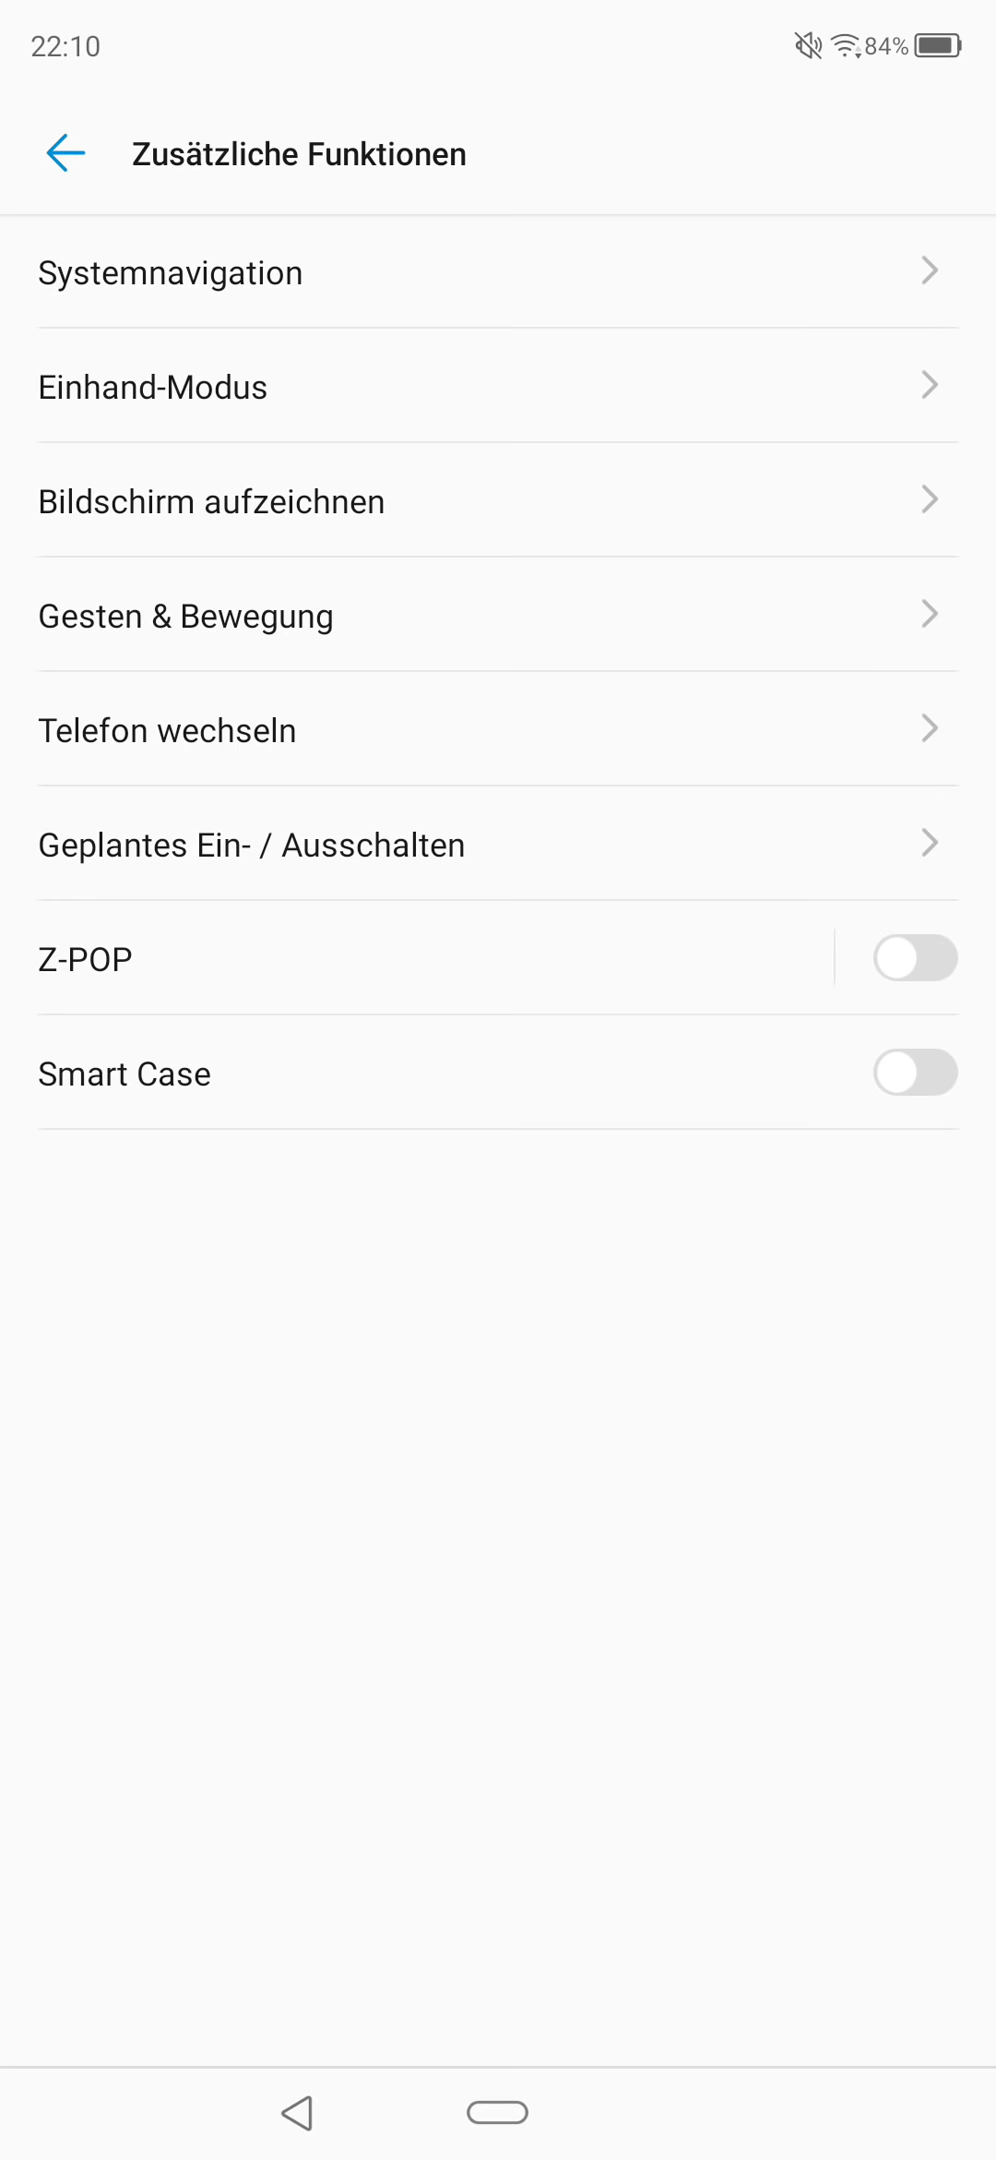 22:10
84%
Zusätzliche Funktionen
Systemnavigation
Einhand-Modus
Bildschirm aufzeichnen
Gesten & Bewegung
Telefon wechseln
Geplantes Ein- / Ausschalten
Z-POP
Smart Case